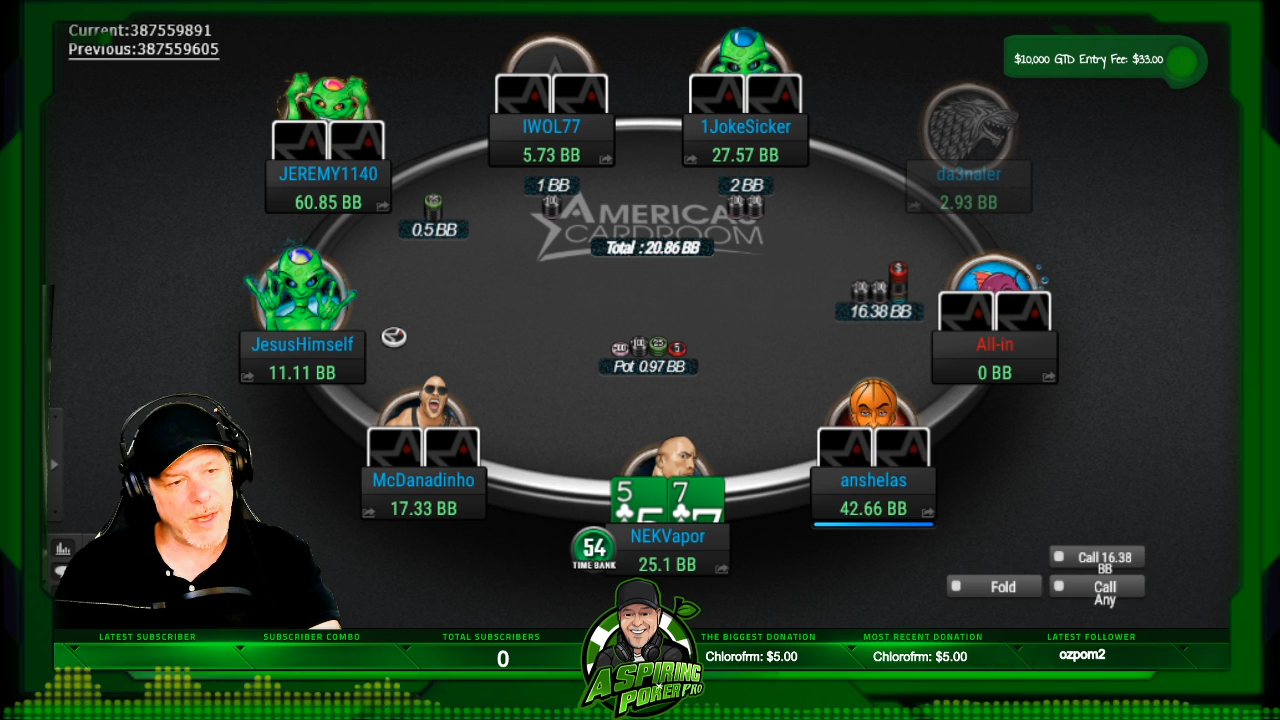 Current:387559891
Previous:387559605
$10,000 GTD Entry Fee: $33.00
IWOL77
5.73 BB
1JokeSicker
27.57 BB
JEREMY1140
60.85 BB
da3naler
2.93 BB
1 BB
2 BB
0.5 BB
AMERICAS
CARDROOM
Total : 20.86 BB
16.38 BB
JesusHimself
11.11 BB
All-in
0 BB
Pot 0.97 BB
McDanadinho
17.33 BB
5 7
NEKVapor
25.1 BB
54
TIME BANK
anshelas
42.66 BB
Call 16.38
BB
Fold
Call
Any
LATEST SUBSCRIBER
SUBSCRIBER COMBO
TOTAL SUBSCRIBERS
0
THE BIGGEST DONATION
Chlorofrm: $5.00
MOST RECENT DONATION
Chlorofrm: $5.00
LATEST FOLLOWER
ozpom2
ASPIRING
POKER PRO